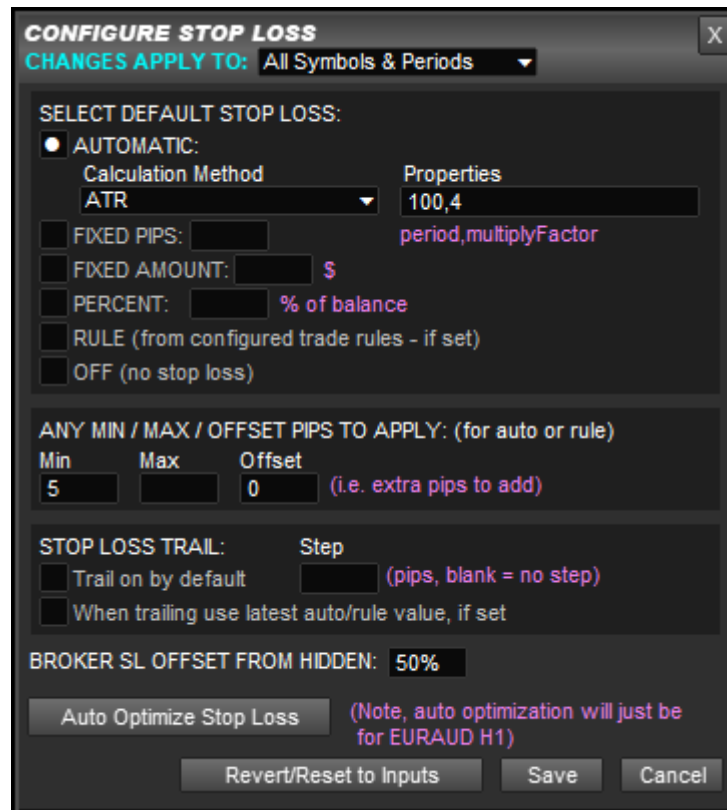 CONFIGURE STOP LOSS
X
CHANGES APPLY TO: All Symbols & Periods
SELECT DEFAULT STOP LOSS:
AUTOMATIC:
Calculation Method Properties
ATR 100,4
FIXED PIPS: period,multiplyFactor
FIXED AMOUNT: $
PERCENT: % of balance
RULE (from configured trade rules - if set)
OFF (no stop loss)
ANY MIN / MAX / OFFSET PIPS TO APPLY: (for auto or rule)
Min Max Offset
5 0 (i.e. extra pips to add)
STOP LOSS TRAIL: Step
Trail on by default (pips, blank = no step)
When trailing use latest auto/rule value, if set
BROKER SL OFFSET FROM HIDDEN: 50%
Auto Optimize Stop Loss (Note, auto optimization will just be
for EURAUD H1)
Revert/Reset to Inputs Save Cancel